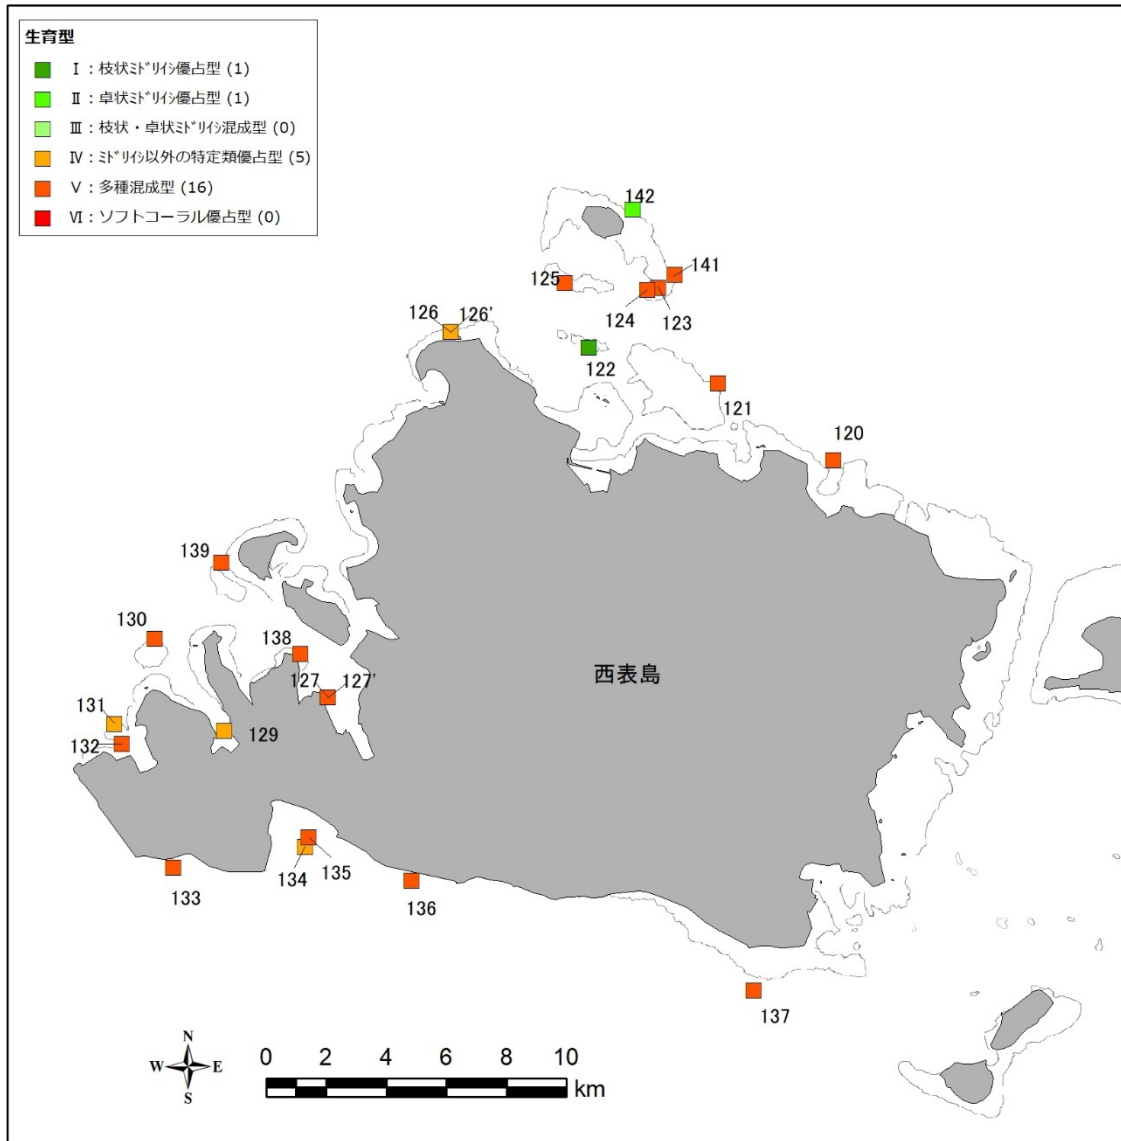 生育型
Ⅰ：枝状ﾐﾄﾞﾘｲｼ優占型 (1)
Ⅱ：卓状ﾐﾄﾞﾘｲｼ優占型 (1)
Ⅲ：枝状・卓状ﾐﾄﾞﾘｲｼ混成型 (0)
Ⅳ：ﾐﾄﾞﾘｲｼ以外の特定類優占型 (5)
Ⅴ：多種混成型 (16)
Ⅵ：ソフトコーラル優占型 (0)
142
141
125
124
123
126
126'
122
121
120
139
130
138
127
127'
西表島
131
132
129
133
134
135
136
137
N
W
E
S
0 2 4 6 8 10
km